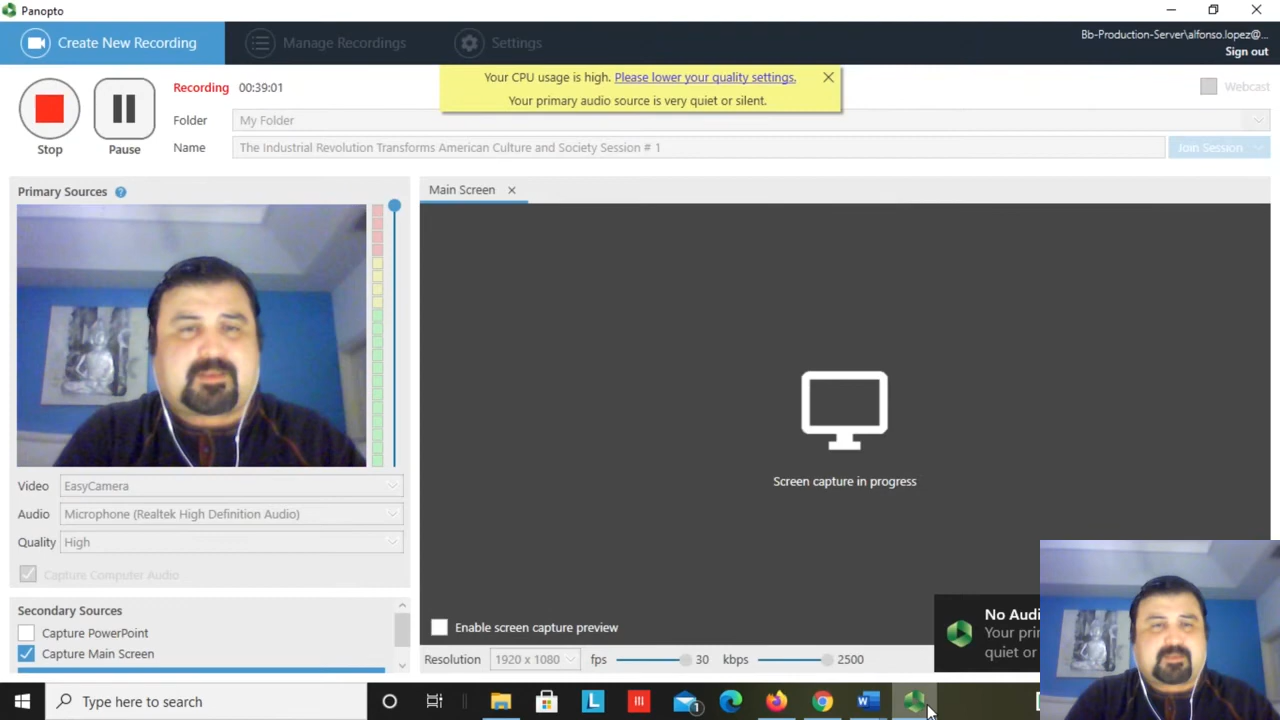 Panopto
Create New Recording
Manage Recordings
Settings
Bb-Production-Server\alfonso.lopez@...
Sign out
Your CPU usage is high. Please lower your quality settings.
Your primary audio source is very quiet or silent.
Recording 00:39:01
Webcast
Folder My Folder
Stop
Pause
Name The Industrial Revolution Transforms American Culture and Society Session # 1
Join Session
Primary Sources ?
Main Screen
Video EasyCamera
Audio Microphone (Realtek High Definition Audio)
Quality High
Capture Computer Audio
Screen capture in progress
Secondary Sources
Capture PowerPoint
Capture Main Screen
Enable screen capture preview
Resolution 1920 x 1080 fps 30 kbps 2500
No Audi
Your prim
quiet or
Type here to search
L
1
W